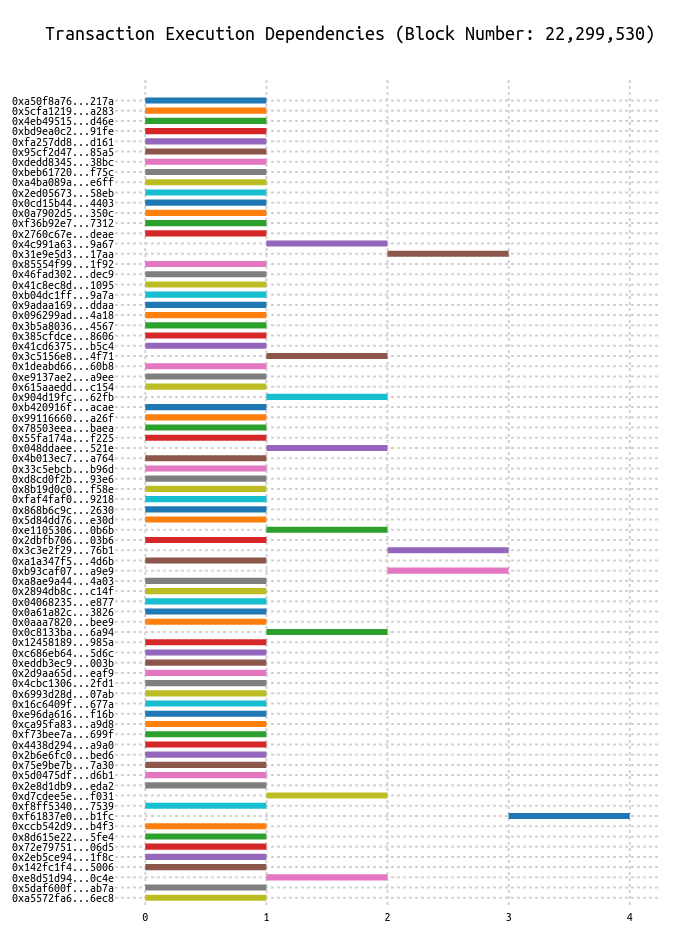 Transaction Execution Dependencies (Block Number: 22,299,530)
0xa50f8a76...217a
0x5cfa1219...a283
0x4eb49515...d46e
0xbd9ea0c2...91fe
0xfa257dd8...d161
0x95cf2d47...85a5
0xdedd8345...38bc
0xbeb61720...f75c
0xa4ba089a...e6ff
0x2ed05673...58eb
0x0cd15b44...4403
0x0a7902d5...350c
0xf36b92e7...7312
0x2760c67e...deae
0x4c991a63...9a67
0x31e9e5d3...17aa
0x85554f99...1f92
0x46fad302...dec9
0x41c8ec8d...1095
0xb04dc1ff...9a7a
0x9adaa169...ddaa
0x096299ad...4a18
0x3b5a8036...4567
0x385cfdce...8606
0x41cd6375...b5c4
0x3c5156e8...4f71
0x1deabd66...60b8
0xe9137ae2...a9ee
0x615aaedd...c154
0x904d19fc...62fb
0xb420916f...acae
0x99116660...a26f
0x78503eea...baea
0x55fa174a...f225
0x048ddaee...521e
0x4b013ec7...a764
0x33c5ebcb...b96d
0xd8cd0f2b...93e6
0x8b19d0c0...f58e
0xfaf4faf0...9218
0x868b6c9c...2630
0x5d84dd76...e30d
0xe1105306...0b6b
0x2dbfb706...03b6
0x3c3e2f29...76b1
0xa1a347f5...4d6b
0xb93caf07...a9e9
0xa8ae9a44...4a03
0x2894db8c...c14f
0x04068235...e877
0x0a61a82c...3826
0x0aaa7820...bee9
0x0c8133ba...6a94
0x12458189...985a
0xc686eb64...5d6c
0xeddb3ec9...003b
0x2d9aa65d...eaf9
0x4cbc1306...2fd1
0x6993d28d...07ab
0x16c6409f...677a
0xe96da616...f16b
0xca95fa83...a9d8
0xf73bee7a...699f
0x4438d294...a9a0
0x2b6e6fc0...bed6
0x75e9be7b...7a30
0x5d0475df...d6b1
0x2e8d1db9...eda2
0xd7cdee5e...f031
0xf8ff5340...7539
0xf61837e0...b1fc
0xccb542d9...b4f3
0x8d615e22...5fe4
0x72e79751...06d5
0x2eb5ce94...1f8c
0x142fc1f4...5006
0xe8d51d94...0c4e
0x5daf600f...ab7a
0xa5572fa6...6ec8
0 1 2 3 4